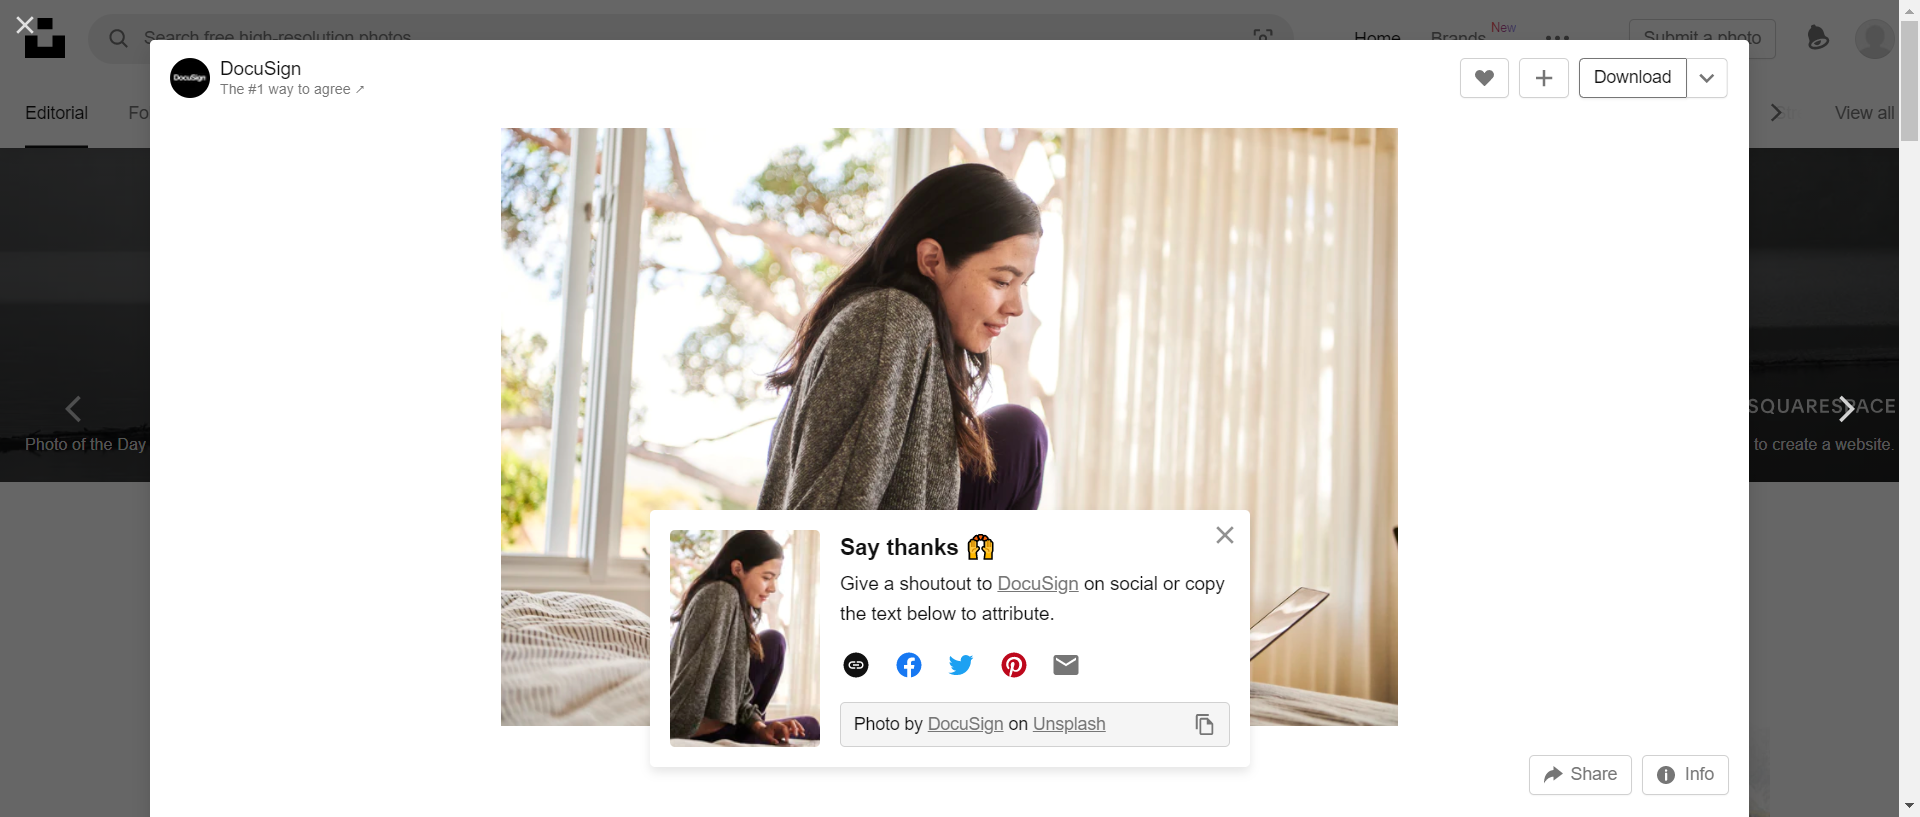 Search free high-resolution photos
Home
Brands
New
Submit a photo
DocuSign
DocuSign
The #1 way to agree ↗
Download
Editorial
Fo
View all
Photo of the Day
SQUARESPACE
to create a website.
Say thanks 🙌
Give a shoutout to DocuSign on social or copy
the text below to attribute.
Photo by DocuSign on Unsplash
Share
Info